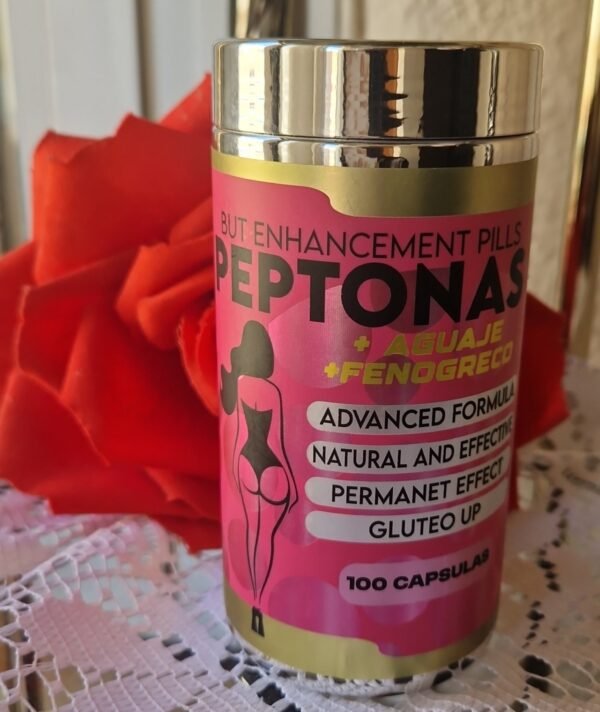 BUT ENHANCEMENT PILLS
PEPTONAS
+ AGUAJE
+FENOGRECO
ADVANCED FORMULA
NATURAL AND EFFECTIVE
PERMANET EFFECT
GLUTEO UP
100 CAPSULAS